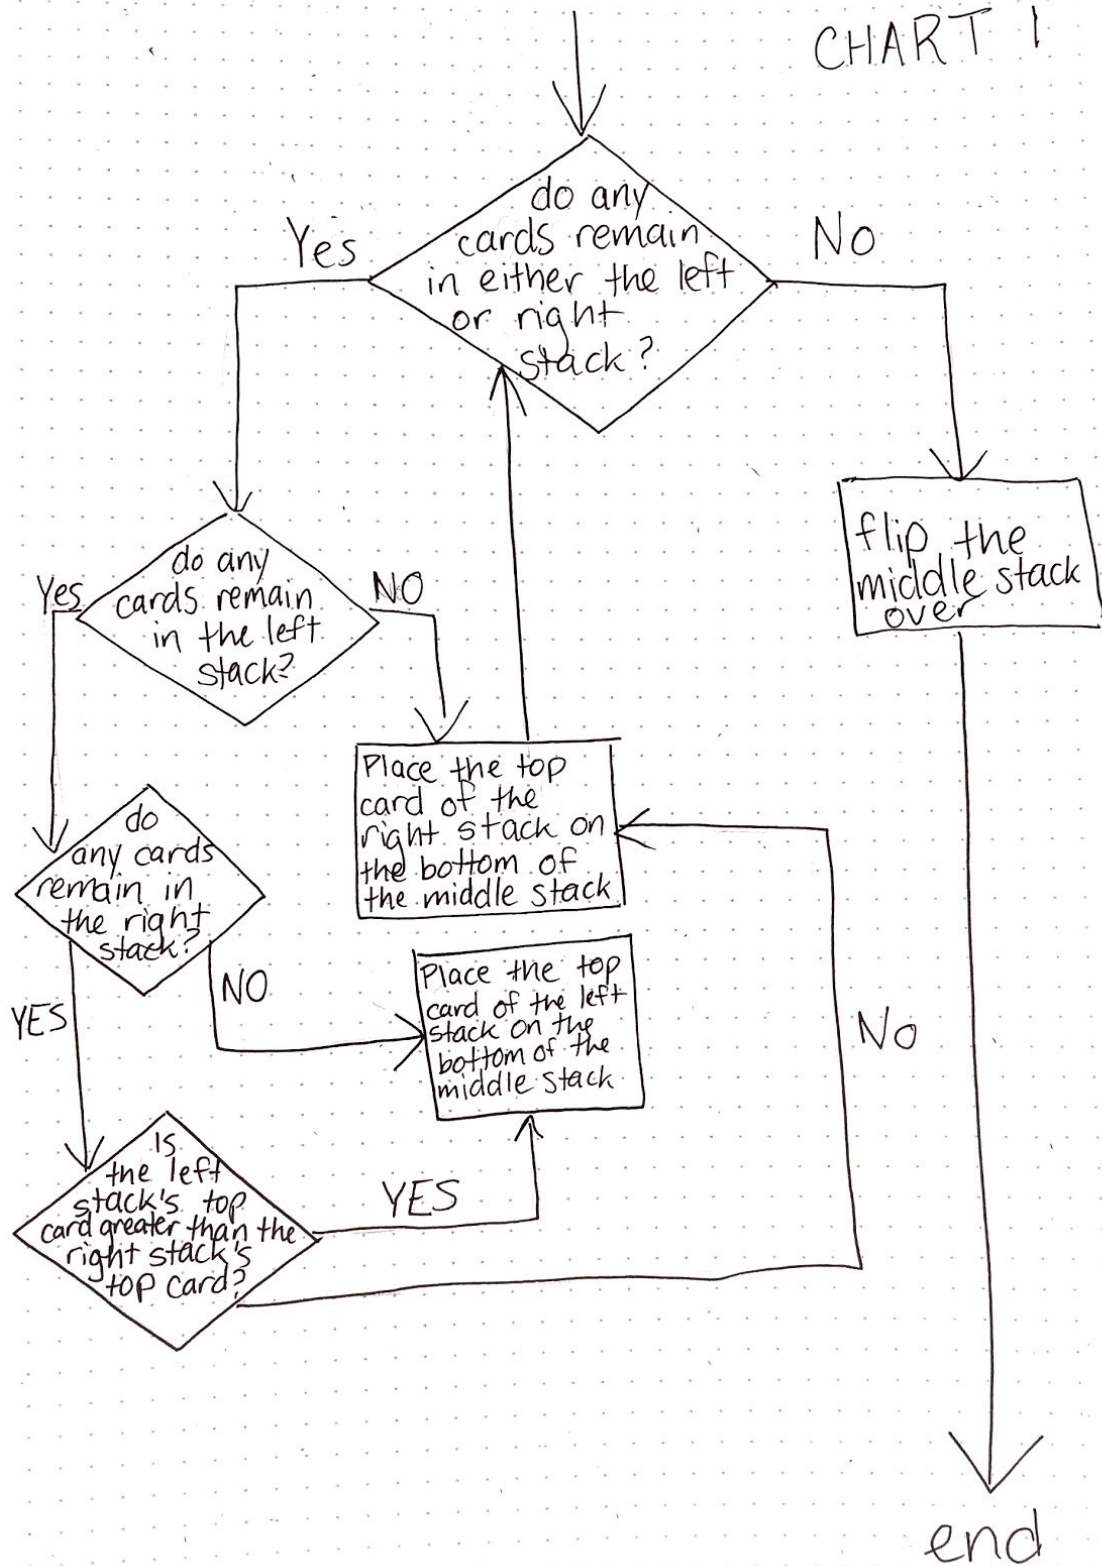 CHART 1
do any
cards remain
in either the left
or right
stack?
Yes
No
flip the
middle stack
over
do any
cards remain
in the left
stack?
Yes
NO
Place the top
card of the
right stack on
the bottom of
the middle stack
do
any cards
remain in
the right
stack?
NO
YES
Place the top
card of the left
stack on the
bottom of the
middle stack
No
Is
the left
stack's top
card greater than the
right stack's
top card?
YES
end